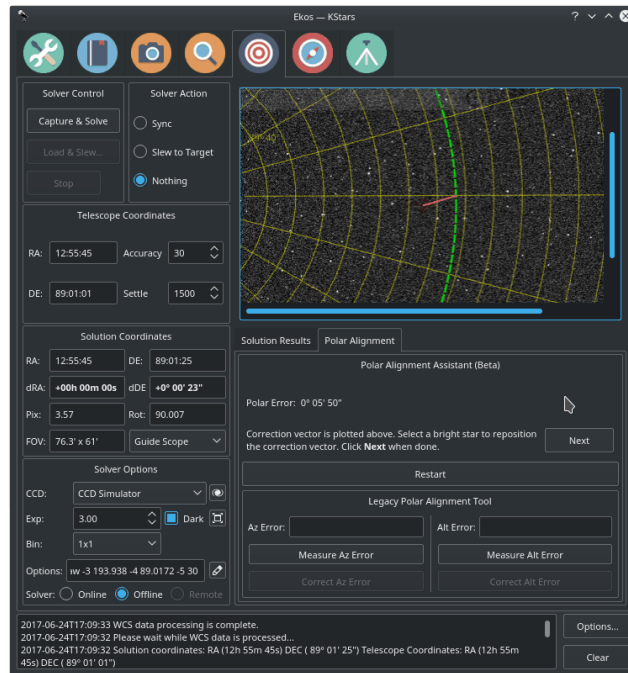 Ekos — KStars
Solver Control
Solver Action
Capture & Solve
Sync
Load & Slew...
Slew to Target
Stop
Nothing
Telescope Coordinates
RA: 12:55:45 Accuracy 30
DE: 89:01:01 Settle 1500
Solution Coordinates
RA: 12:55:45 DE: 89:01:25
dRA: +00h 00m 00s dDE +0° 00' 23"
Pix: 3.57 Rot: 90.007
FOV: 76.3' x 61' Guide Scope
Solver Options
CCD: CCD Simulator
Exp: 3.00 Dark
Bin: 1x1
Options: -3 193.938 -4 89.0172 -5 30
Solver: Online Offline Remote
Solution Results Polar Alignment
Polar Alignment Assistant (Beta)
Polar Error: 0° 05' 50"
Correction vector is plotted above. Select a bright star to reposition
the correction vector. Click Next when done.
Next
Restart
Legacy Polar Alignment Tool
Az Error: Alt Error:
Measure Az Error Measure Alt Error
Correct Az Error Correct Alt Error
2017-06-24T17:09:33 WCS data processing is complete.
2017-06-24T17:09:32 Please wait while WCS data is processed...
2017-06-24T17:09:32 Solution coordinates: RA (12h 55m 45s) DEC ( 89° 01' 25") Telescope Coordinates: RA (12h 55m
45s) DEC ( 89° 01' 01")
Options...
Clear